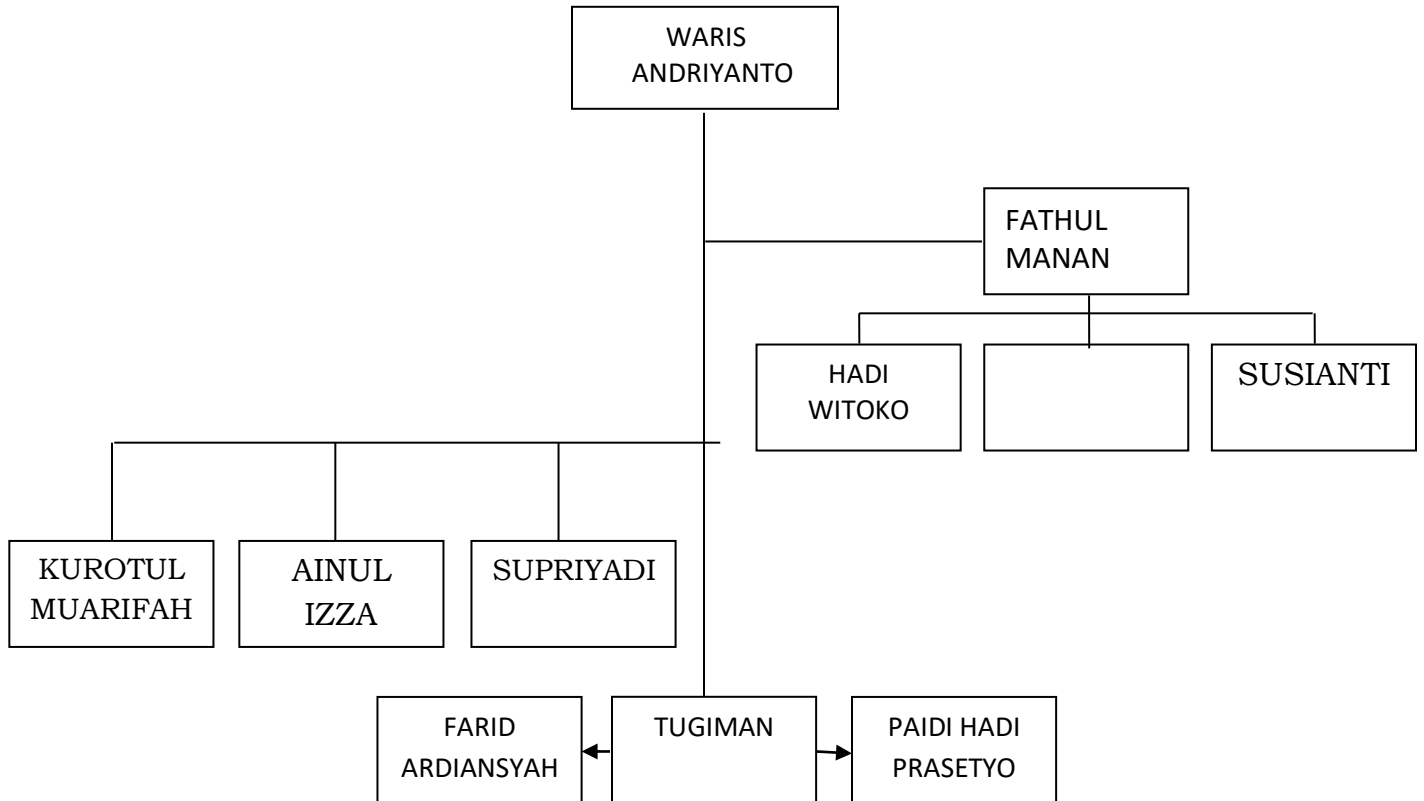 WARIS
ANDRIYANTO
FATHUL
MANAN
HADI
WITOKO
SUSIANTI
KUROTUL
MUARIFAH
AINUL
IZZA
SUPRIYADI
FARID
ARDIANSYAH
TUGIMAN
PAIDI HADI
PRASETYO